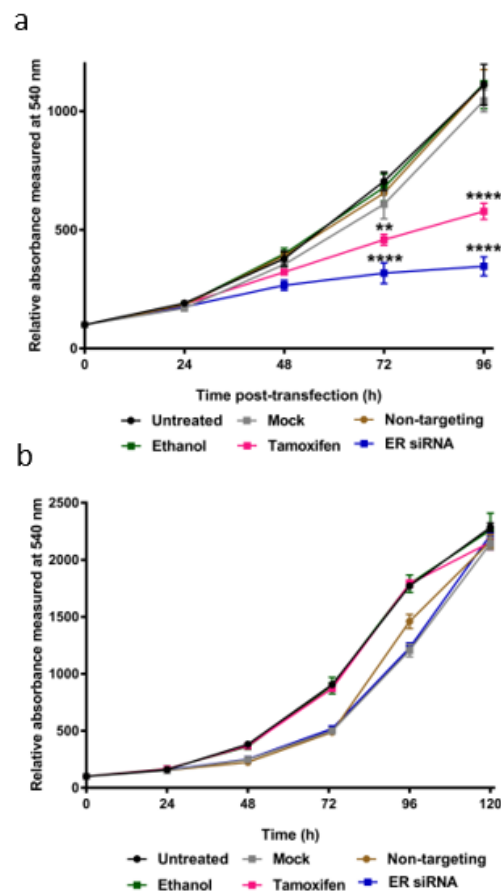 a
Relative absorbance measured at 540 nm
1000
500
0
****
**
****
****
0 24 48 72 96
Time post-transfection (h)
Untreated Mock Non-targeting
Ethanol Tamoxifen ER siRNA
b
Relative absorbance measured at 540 nm
2500
2000
1500
1000
500
0
0 24 48 72 96 120
Time (h)
Untreated Mock Non-targeting
Ethanol Tamoxifen ER siRNA